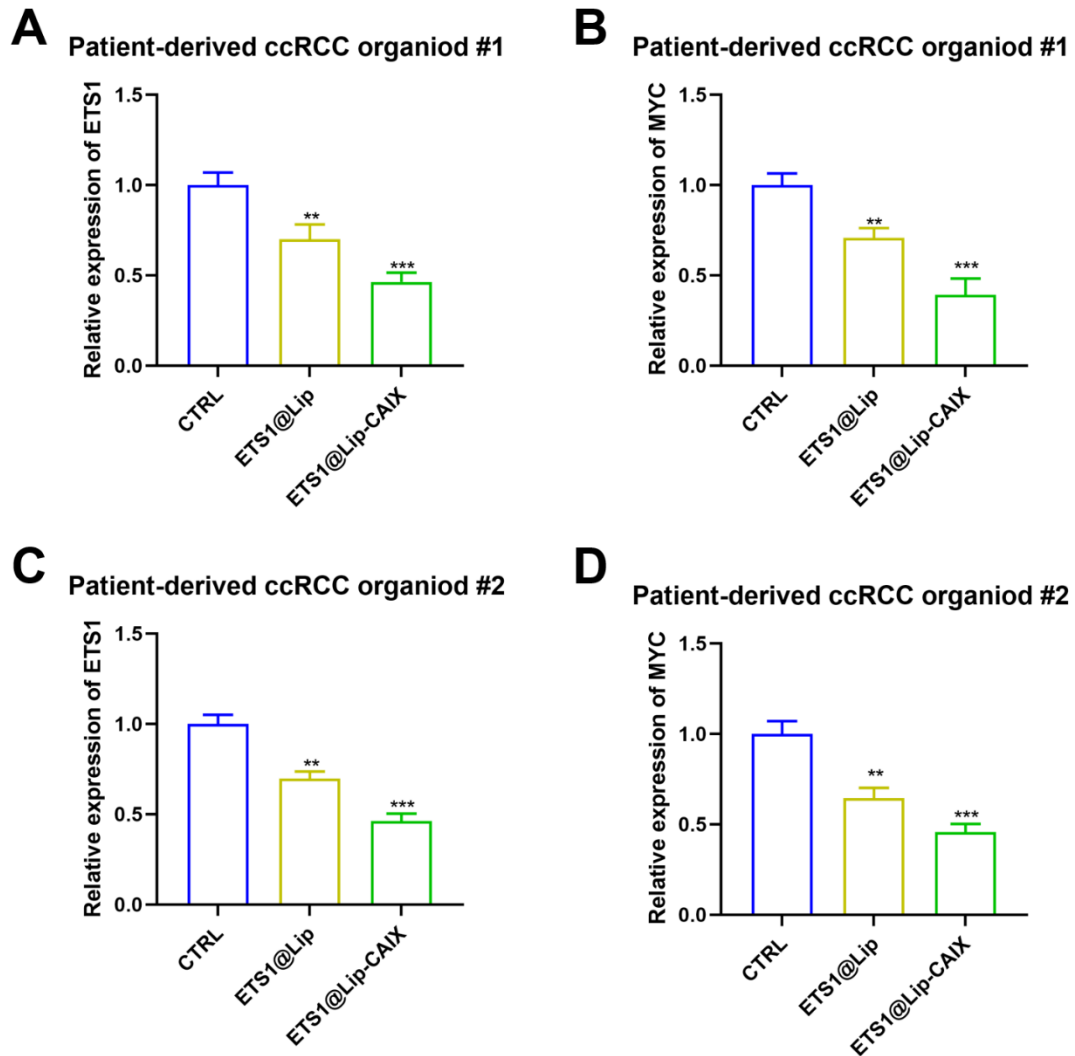 A
Patient-derived ccRCC organiod #1
Relative expression of ETS1
1.5
1.0
0.5
0.0
**
***
CTRL
ETS1@Lip
ETS1@Lip-CAIX
B
Patient-derived ccRCC organiod #1
Relative expression of MYC
1.5
1.0
0.5
0.0
**
***
CTRL
ETS1@Lip
ETS1@Lip-CAIX
C
Patient-derived ccRCC organiod #2
Relative expression of ETS1
1.5
1.0
0.5
0.0
**
***
CTRL
ETS1@Lip
ETS1@Lip-CAIX
D
Patient-derived ccRCC organiod #2
Relative expression of MYC
1.5
1.0
0.5
0.0
**
***
CTRL
ETS1@Lip
ETS1@Lip-CAIX